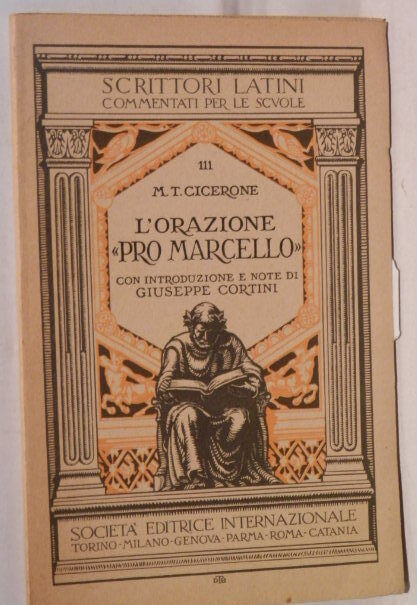 SCRITTORI LATINI
COMMENTATI PER LE SCVOLE
111
M. T. CICERONE
L'ORAZIONE
«PRO MARCELLO»
CON INTRODUZIONE E NOTE DI
GIUSEPPE CORTINI
SOCIETÀ EDITRICE INTERNAZIONALE
TORINO-MILANO-GENOVA-PARMA-ROMA-CATANIA